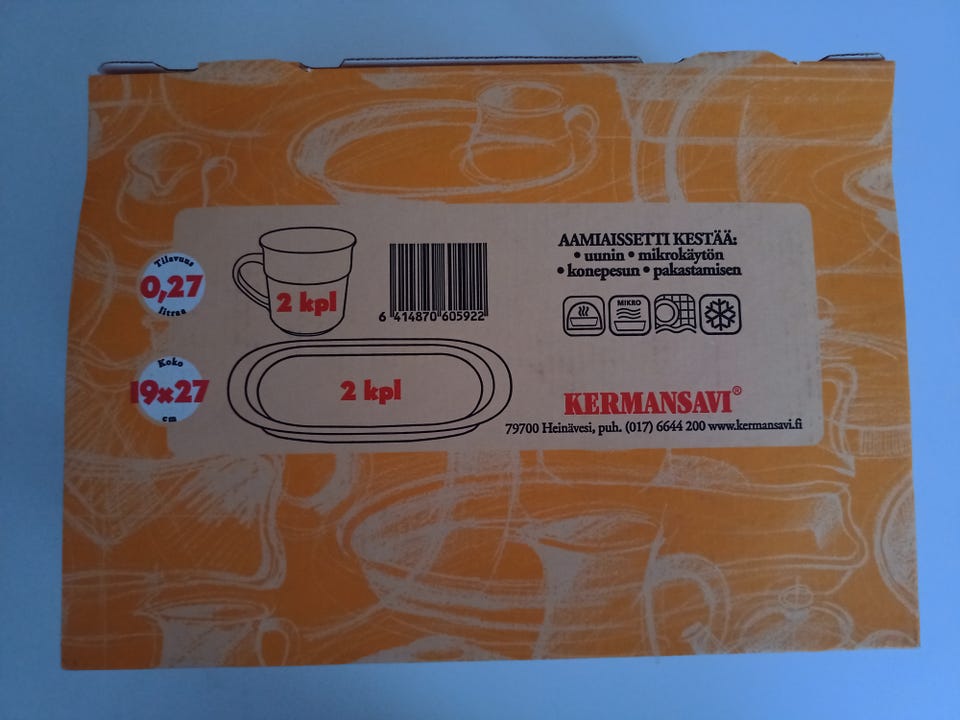 Tilavuus
0,27
litraa
2 kpl
6 414870 605922
AAMIAISSETTI KESTÄÄ:
• uunin • mikrokäytön
• konepesun • pakastamisen
MIKRO
Koko
19x27
cm
2 kpl
KERMANSAVI®
79700 Heinävesi, puh. (017) 6644 200 www.kermansavi.fi